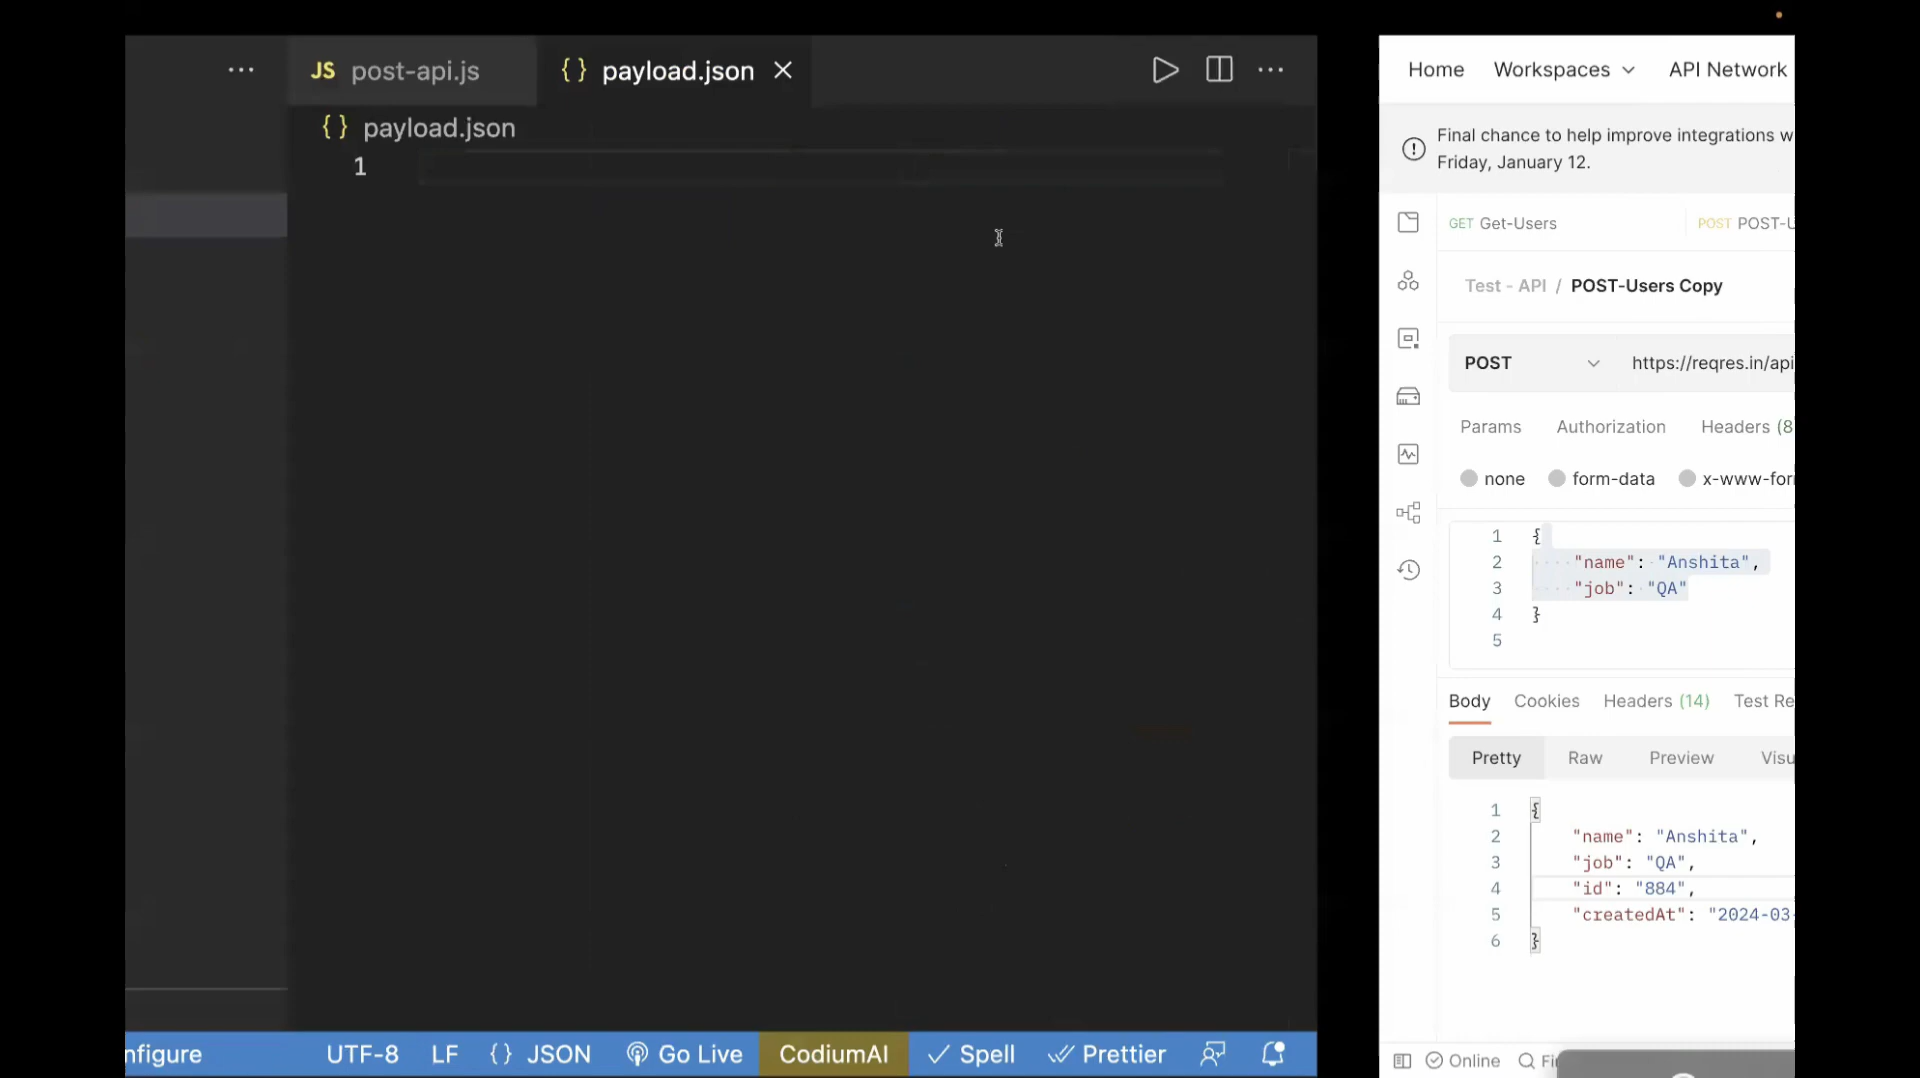 ··· JS post-api.js {} payload.json ···
{} payload.json
1
nfigure UTF-8 LF {} JSON Go Live CodiumAI Spell Prettier
Home Workspaces API Network
Final chance to help improve integrations w
Friday, January 12.
GET Get-Users POST POST-U
Test - API / POST-Users Copy
POST https://reqres.in/api
Params Authorization Headers (8
none form-data x-www-for
1 {
2 "name": "Anshita",
3 "job": "QA"
4 }
5
Body Cookies Headers (14) Test Re
Pretty Raw Preview Visu
1 {
2 "name": "Anshita",
3 "job": "QA",
4 "id": "884",
5 "createdAt": "2024-03-
6 }
Online Fi